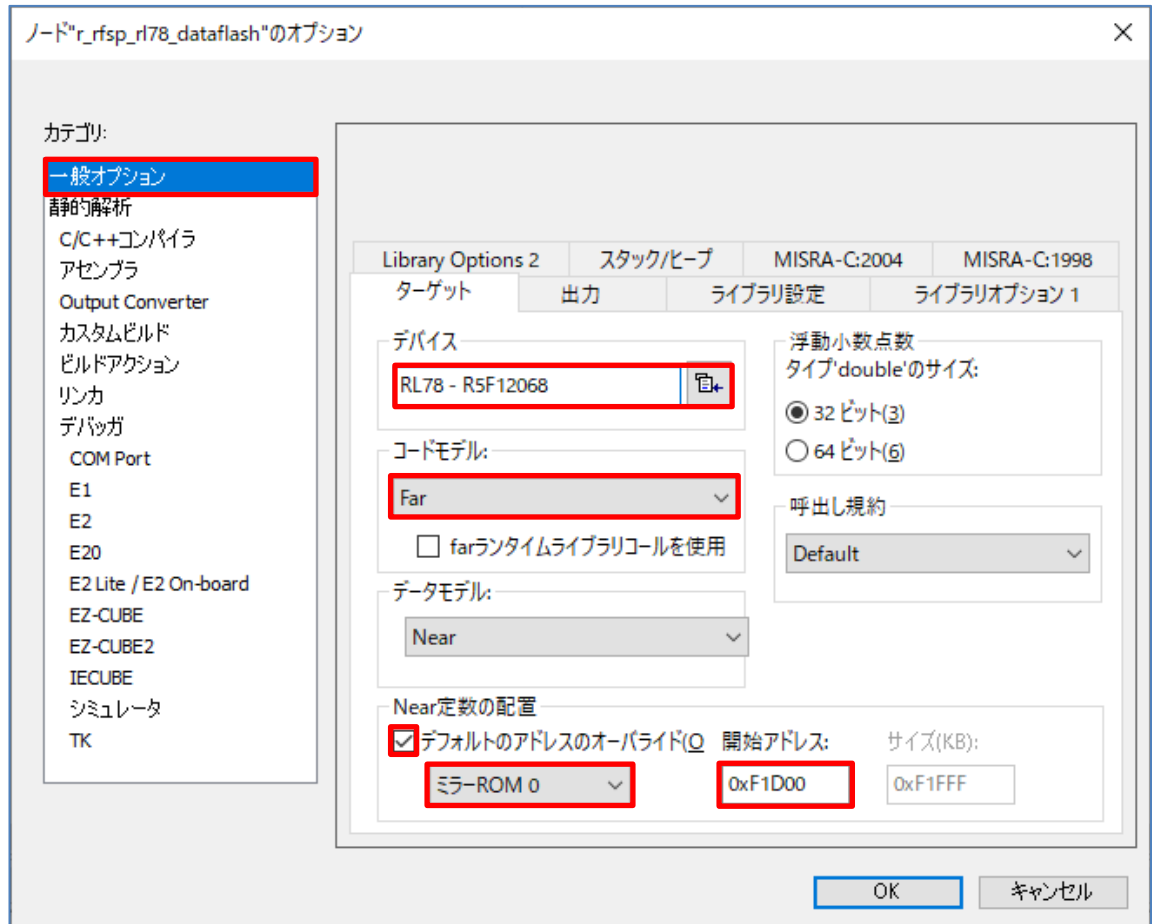 ノード"r_rfsp_rl78_dataflash"のオプション
カテゴリ:
一般オプション
静的解析
C/C++コンパイラ
アセンブラ
Output Converter
カスタムビルド
ビルドアクション
リンカ
デバッガ
COM Port
E1
E2
E20
E2 Lite / E2 On-board
EZ-CUBE
EZ-CUBE2
IECUBE
シミュレータ
TK
Library Options 2 スタック/ヒープ MISRA-C:2004 MISRA-C:1998
ターゲット 出力 ライブラリ設定 ライブラリオプション 1
デバイス
RL78 - R5F12068
コードモデル:
Far
farランタイムライブラリコールを使用
データモデル:
Near
浮動小数点数
タイプ'double'のサイズ:
32 ビット(3)
64 ビット(6)
呼出し規約
Default
Near定数の配置
デフォルトのアドレスのオーバライド(O 開始アドレス: サイズ(KB):
ミラーROM 0 0xF1D00 0xF1FFF
OK キャンセル